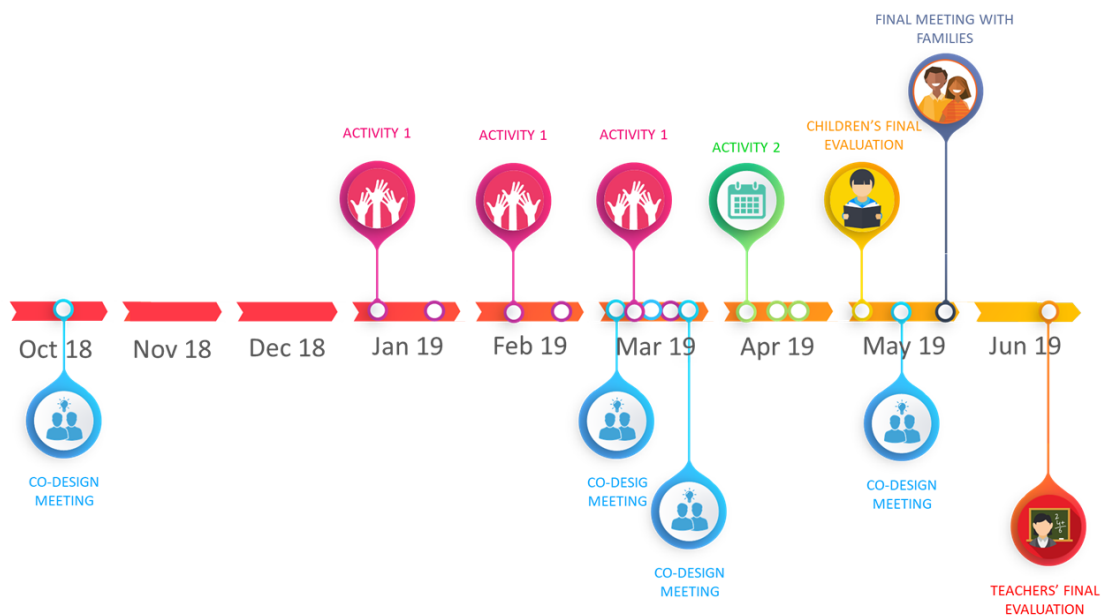 FINAL MEETING WITH
FAMILIES
ACTIVITY 1
ACTIVITY 1
ACTIVITY 1
ACTIVITY 2
CHILDREN'S FINAL
EVALUATION
Oct 18
Nov 18
Dec 18
Jan 19
Feb 19
Mar 19
Apr 19
May 19
Jun 19
CO-DESIGN
MEETING
CO-DESIG
MEETING
CO-DESIGN
MEETING
CO-DESIGN
MEETING
TEACHERS' FINAL
EVALUATION